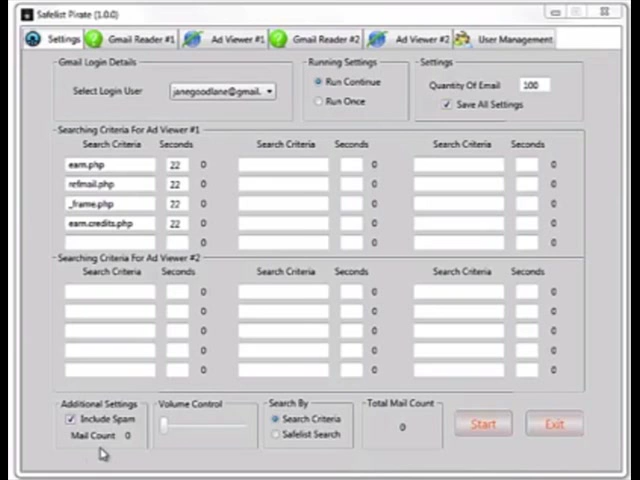 Safelist Pirate (1.0.0)
Settings Gmail Reader #1 Ad Viewer #1 Gmail Reader #2 Ad Viewer #2 User Management
Gmail Login Details Running Settings Settings
Select Login User janegoodlane@gmail. Run Continue Quantity Of Email 100
Run Once Save All Settings
Searching Criteria For Ad Viewer #1
Search Criteria Seconds Search Criteria Seconds Search Criteria Seconds
earn.php 22 0 0 0
refmail.php 22 0 0 0
_frame.php 22 0 0 0
earn.credits.php 22 0 0 0
0 0 0
Searching Criteria For Ad Viewer #2
Search Criteria Seconds Search Criteria Seconds Search Criteria Seconds
0 0 0
0 0 0
0 0 0
0 0 0
0 0 0
Additional Settings Volume Control Search By Total Mail Count
Include Spam Search Criteria 0 Start Exit
Mail Count 0 Safelist Search